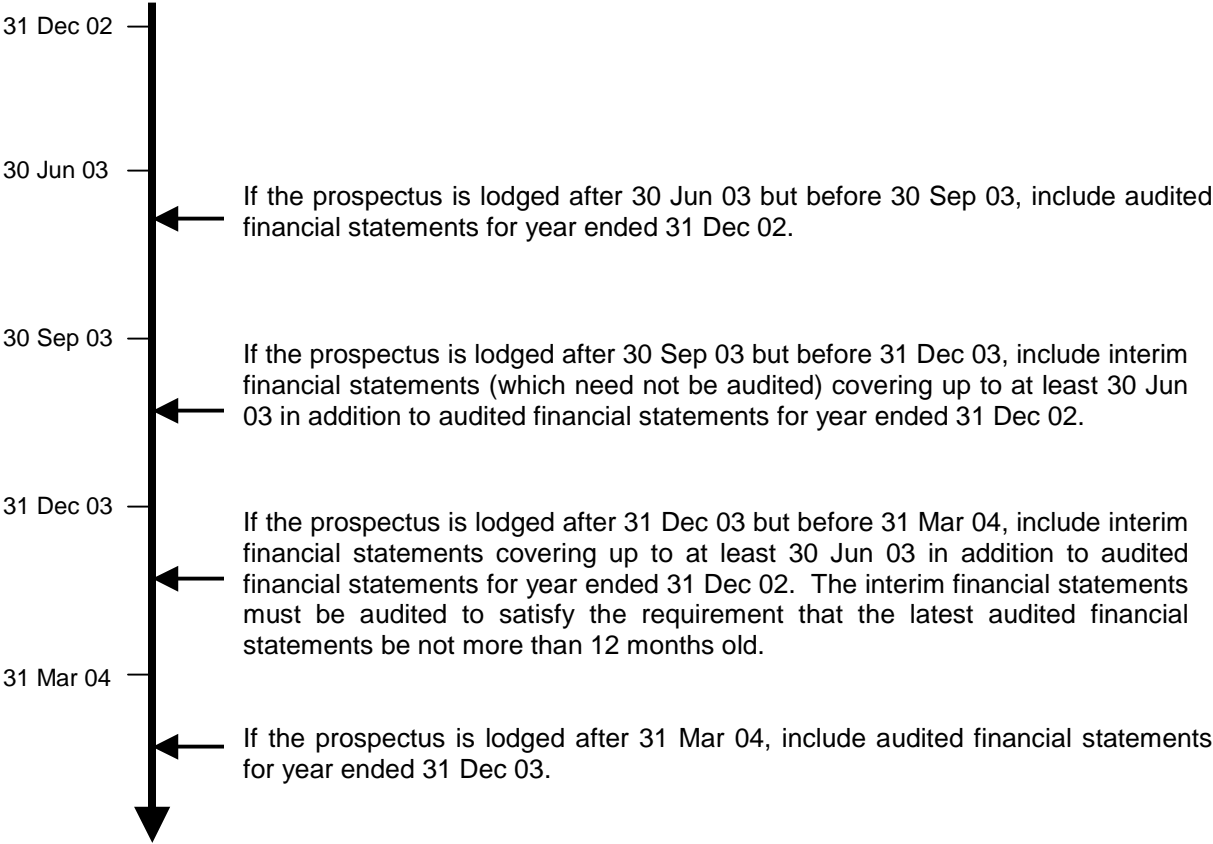 31 Dec 02
30 Jun 03
If the prospectus is lodged after 30 Jun 03 but before 30 Sep 03, include audited
financial statements for year ended 31 Dec 02.
30 Sep 03
If the prospectus is lodged after 30 Sep 03 but before 31 Dec 03, include interim
financial statements (which need not be audited) covering up to at least 30 Jun
03 in addition to audited financial statements for year ended 31 Dec 02.
31 Dec 03
If the prospectus is lodged after 31 Dec 03 but before 31 Mar 04, include interim
financial statements covering up to at least 30 Jun 03 in addition to audited
financial statements for year ended 31 Dec 02. The interim financial statements
must be audited to satisfy the requirement that the latest audited financial
statements be not more than 12 months old.
31 Mar 04
If the prospectus is lodged after 31 Mar 04, include audited financial statements
for year ended 31 Dec 03.